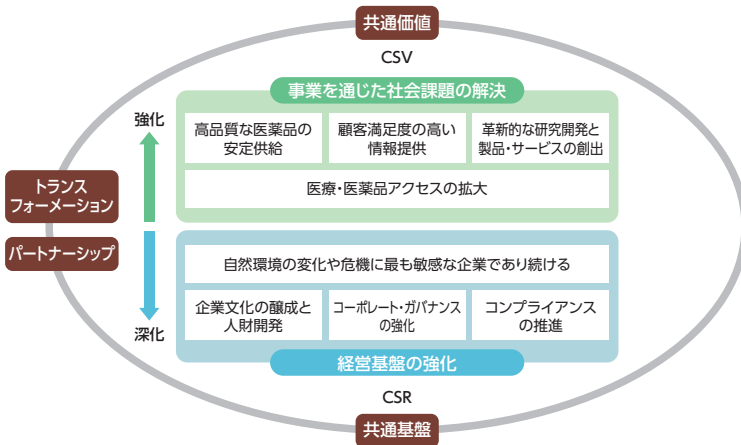 共通価値
CSV
事業を通じた社会課題の解決
強化
高品質な医薬品の
安定供給
顧客満足度の高い
情報提供
革新的な研究開発と
製品・サービスの創出
医療・医薬品アクセスの拡大
トランス
フォーメーション
パートナーシップ
自然環境の変化や危機に最も敏感な企業であり続ける
企業文化の醸成と
人財開発
コーポレート・ガバナンス
の強化
コンプライアンス
の推進
深化
経営基盤の強化
CSR
共通基盤